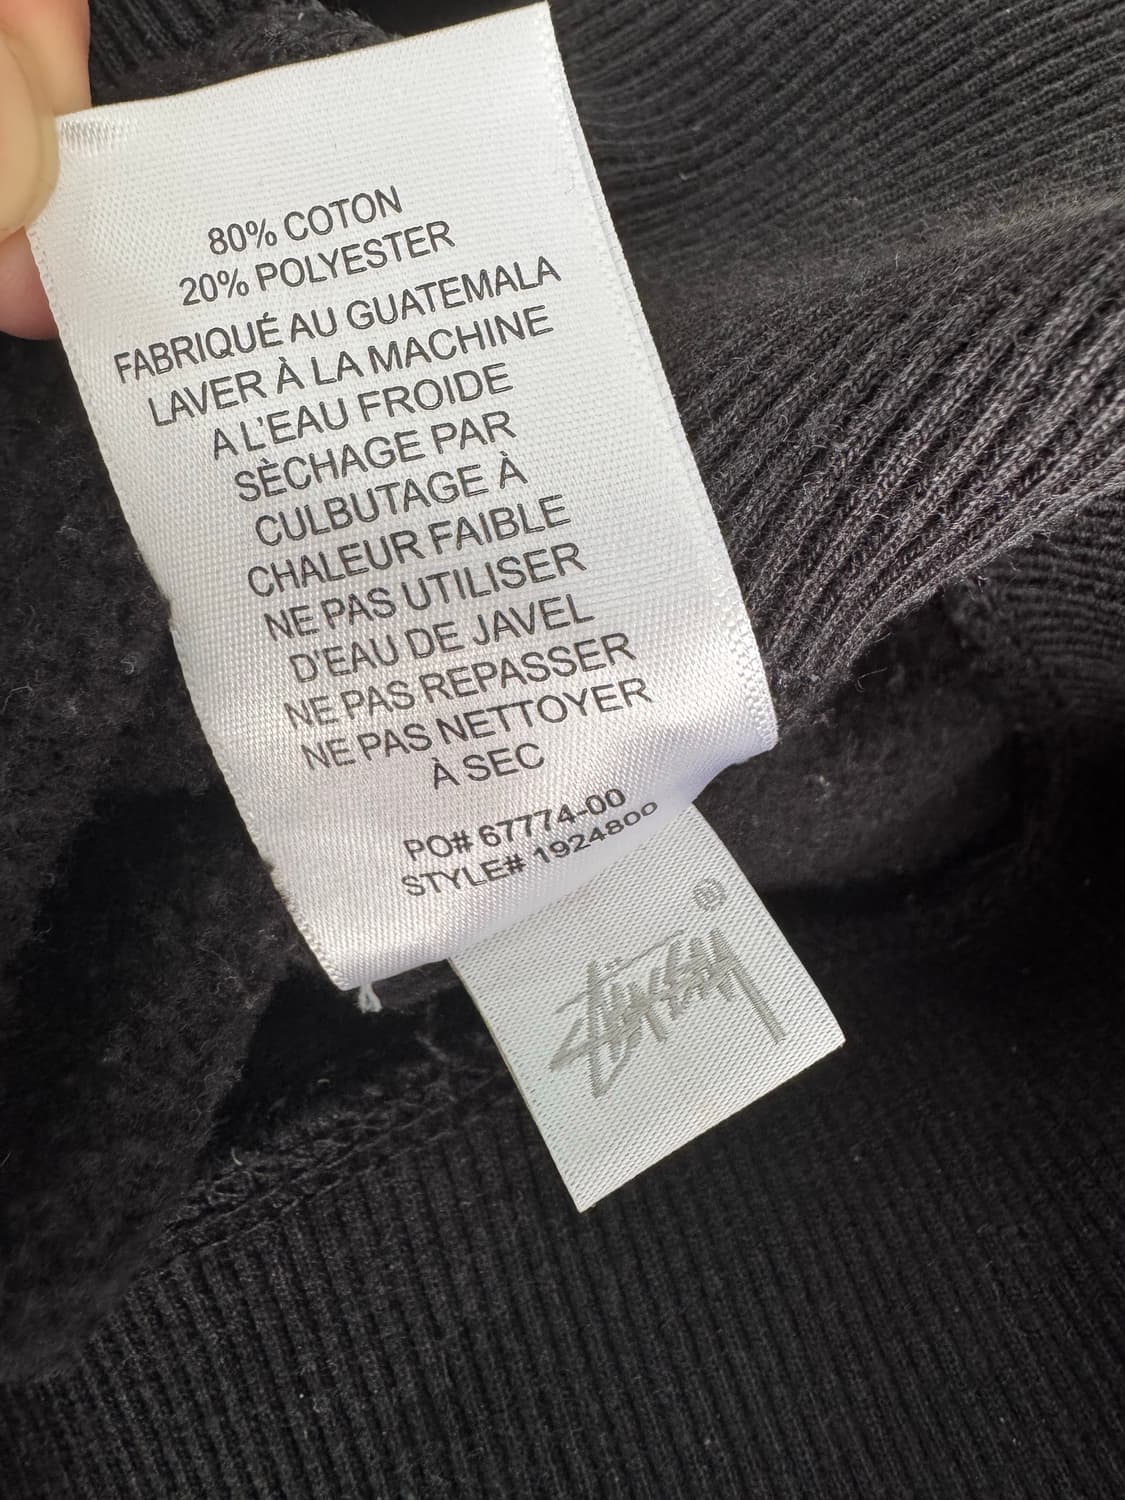 80% COTON
20% POLYESTER
FABRIQUÉ AU GUATEMALA
LAVER À LA MACHINE
A L'EAU FROIDE
SÈCHAGE PAR
CULBUTAGE À
CHALEUR FAIBLE
NE PAS UTILISER
D'EAU DE JAVEL
NE PAS REPASSER
NE PAS NETTOYER
À SEC
PO# 67774-00
STYLE# 1924800
Stüssy ®